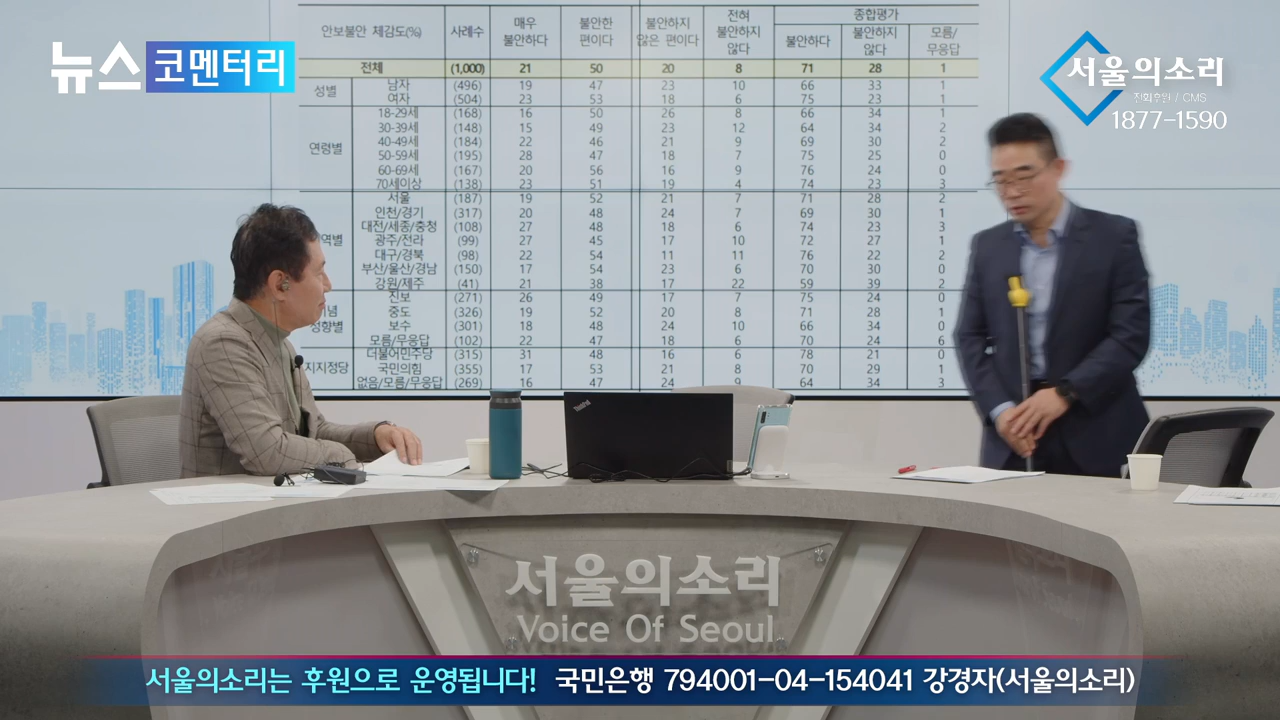 뉴스 코멘터리
서울의소리
전화후원 / CMS
1877-1590
안보불안 체감도(%) 사례수 매우 불안하다 불안한 편이다 불안하지 않은 편이다 전혀 불안하지 않다 종합평가 불안하다 불안하지 않다 모름/무응답
전체 (1,000) 21 50 20 8 71 28 1
성별 남자 (496) 19 47 23 10 66 33 1
여자 (504) 23 53 18 6 75 23 1
연령별 18-29세 (168) 16 50 26 8 66 34 1
30-39세 (148) 15 49 23 12 64 34 2
40-49세 (184) 22 46 21 9 69 30 2
50-59세 (195) 28 47 18 7 75 25 0
60-69세 (167) 20 56 16 9 76 24 0
70세이상 (138) 23 51 19 4 74 23 3
역별 서울 (187) 19 52 21 7 71 28 2
인천/경기 (317) 20 48 24 7 69 30 1
대전/세종/충청 (108) 27 48 18 6 74 23 3
광주/전라 (99) 27 45 17 10 72 27 1
대구/경북 (98) 22 54 11 11 76 22 2
부산/울산/경남 (150) 17 54 23 6 70 30 0
강원/제주 (41) 21 38 17 22 59 39 2
념 성향별 진보 (271) 26 49 17 7 75 24 0
중도 (326) 19 52 20 8 71 28 1
보수 (301) 18 48 24 10 66 34 0
모름/무응답 (102) 22 47 18 6 70 24 6
지지정당 더불어민주당 (315) 31 48 16 6 78 21 0
국민의힘 (355) 17 53 21 8 70 29 1
없음/모름/무응답 (269) 16 47 24 9 64 34 3
ThinkPad
서울의소리
Voice Of Seoul
서울의소리는 후원으로 운영됩니다! 국민은행 794001-04-154041 강경자(서울의소리)